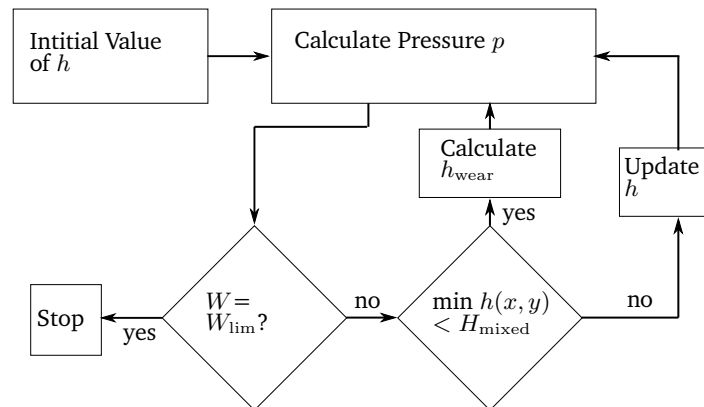 Intitial Value
of h
Calculate Pressure p
Calculate
h_wear
Update
h
yes
W =
W_lim?
no
min h(x, y)
< H_mixed
no
Stop
yes